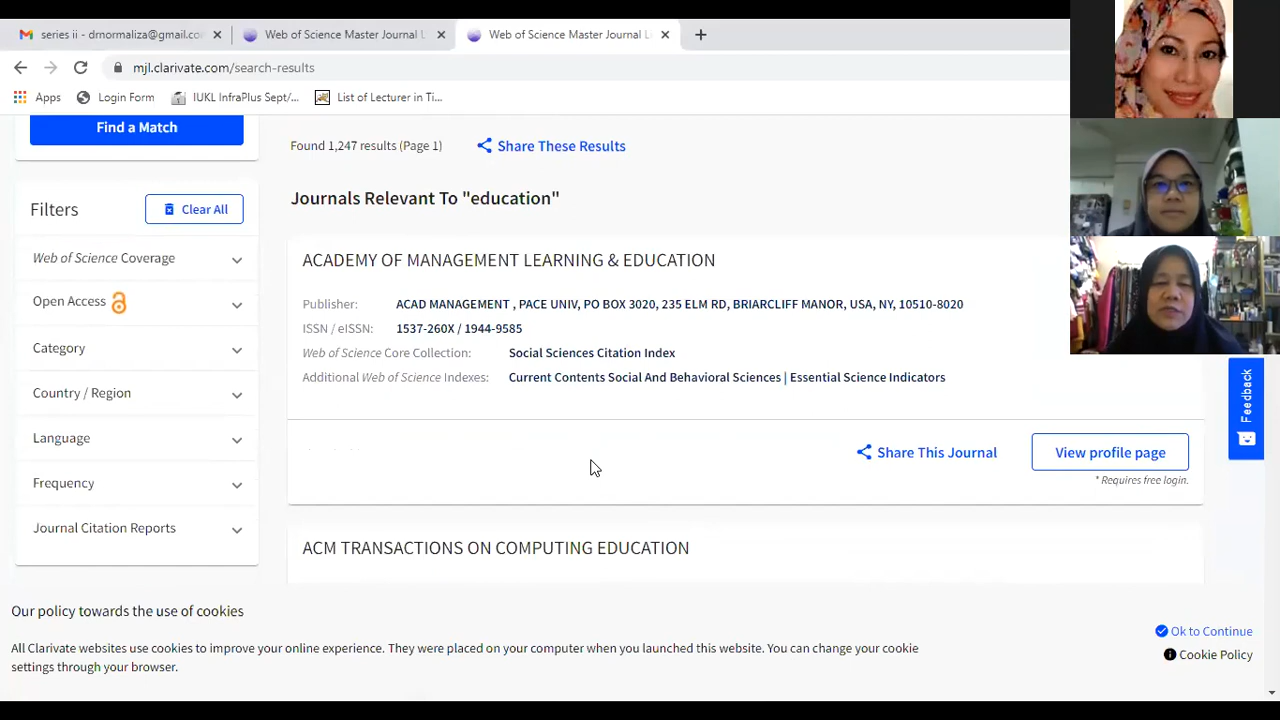 series ii - drnormaliza@gmail.co
Web of Science Master Journal L
Web of Science Master Journal Li
mjl.clarivate.com/search-results
Apps
Login Form
IUKL InfraPlus Sept/...
List of Lecturer in Ti...
Find a Match
Found 1,247 results (Page 1)
Share These Results
Filters
Clear All
Journals Relevant To "education"
Web of Science Coverage
Open Access
Category
Country / Region
Language
Frequency
Journal Citation Reports
ACADEMY OF MANAGEMENT LEARNING & EDUCATION
Publisher: ACAD MANAGEMENT , PACE UNIV, PO BOX 3020, 235 ELM RD, BRIARCLIFF MANOR, USA, NY, 10510-8020
ISSN / eISSN: 1537-260X / 1944-9585
Web of Science Core Collection: Social Sciences Citation Index
Additional Web of Science Indexes: Current Contents Social And Behavioral Sciences | Essential Science Indicators
Share This Journal
View profile page
* Requires free login.
Feedback
ACM TRANSACTIONS ON COMPUTING EDUCATION
Our policy towards the use of cookies
All Clarivate websites use cookies to improve your online experience. They were placed on your computer when you launched this website. You can change your cookie
settings through your browser.
Ok to Continue
Cookie Policy